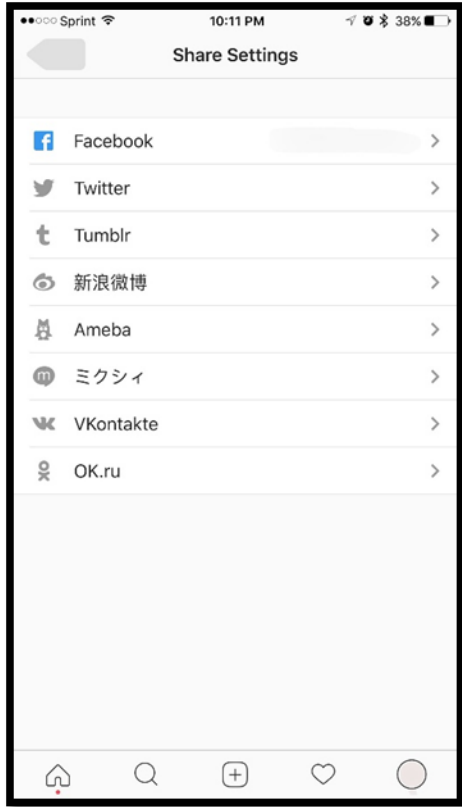 Sprint 10:11 PM 38%
Share Settings
Facebook
Twitter
Tumblr
新浪微博
Ameba
ミクシィ
VKontakte
OK.ru